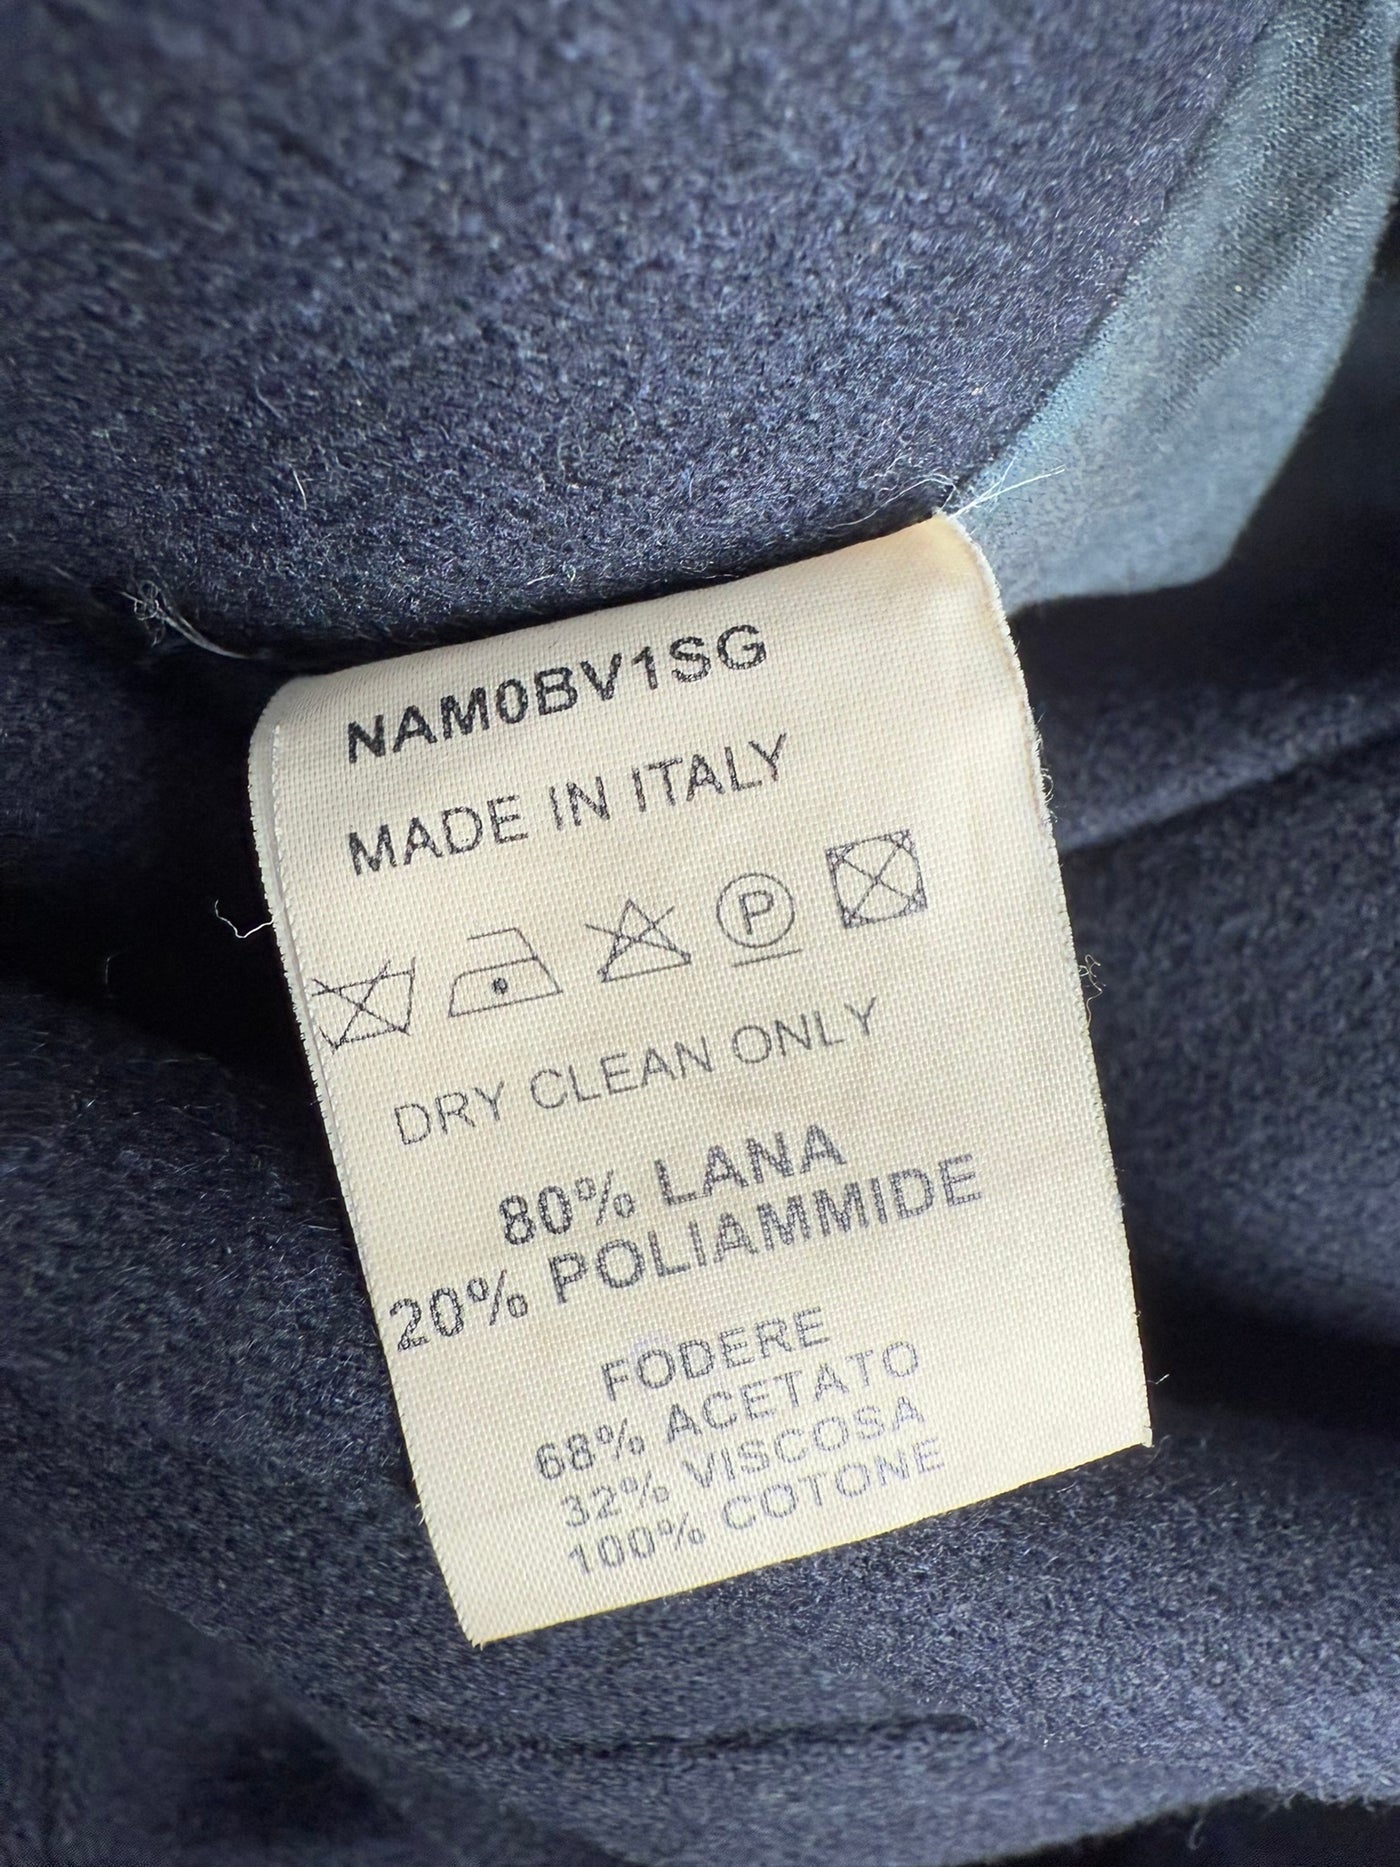 NAM0BV1SG
MADE IN ITALY
P
DRY CLEAN ONLY
80% LANA
20% POLIAMMIDE
FODERE
68% ACETATO
32% VISCOSA
100% COTONE